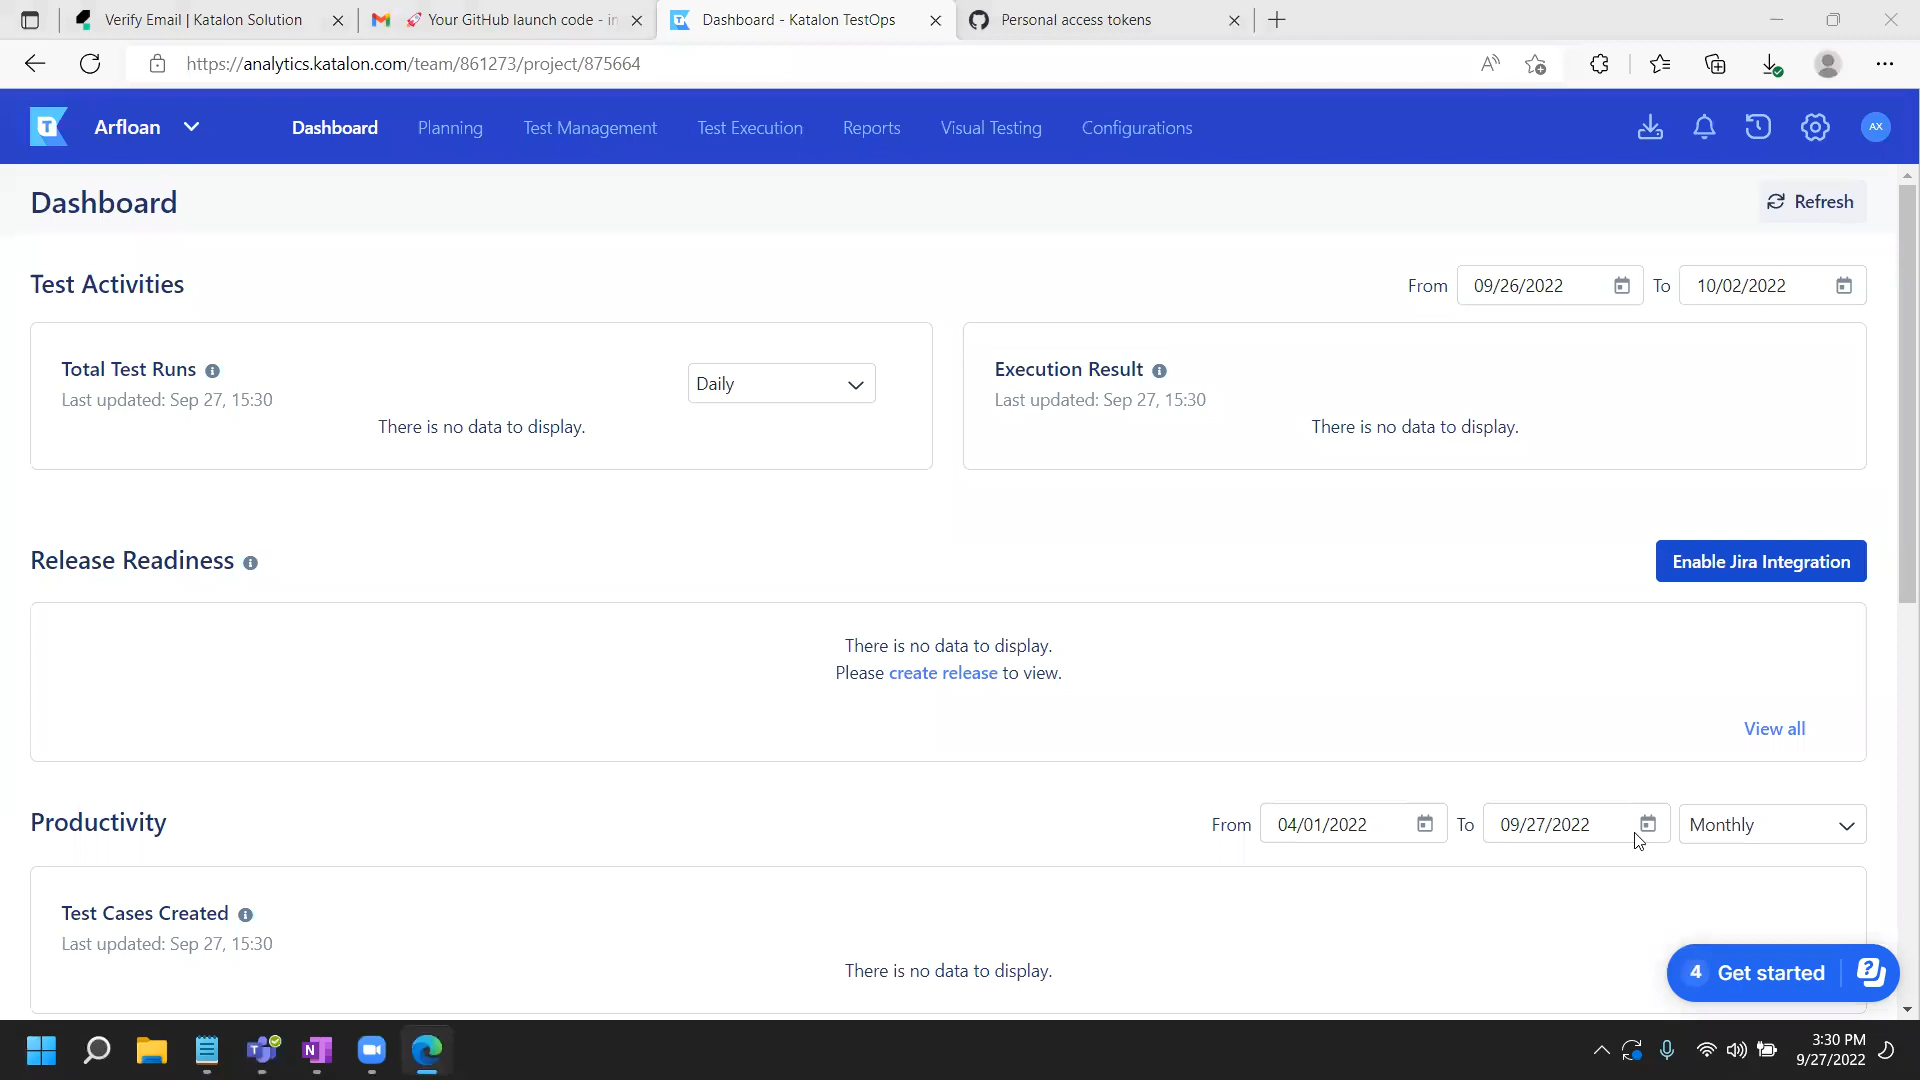 Verify Email | Katalon Solution
🚀 Your GitHub launch code - in
Dashboard - Katalon TestOps
Personal access tokens
https://analytics.katalon.com/team/861273/project/875664
Arfloan
Dashboard
Planning
Test Management
Test Execution
Reports
Visual Testing
Configurations
AX
Dashboard
Refresh
Test Activities
From 09/26/2022 To 10/02/2022
Total Test Runs
Last updated: Sep 27, 15:30
Daily
There is no data to display.
Execution Result
Last updated: Sep 27, 15:30
There is no data to display.
Release Readiness
Enable Jira Integration
There is no data to display.
Please create release to view.
View all
Productivity
From 04/01/2022 To 09/27/2022 Monthly
Test Cases Created
Last updated: Sep 27, 15:30
There is no data to display.
4 Get started
3:30 PM
9/27/2022